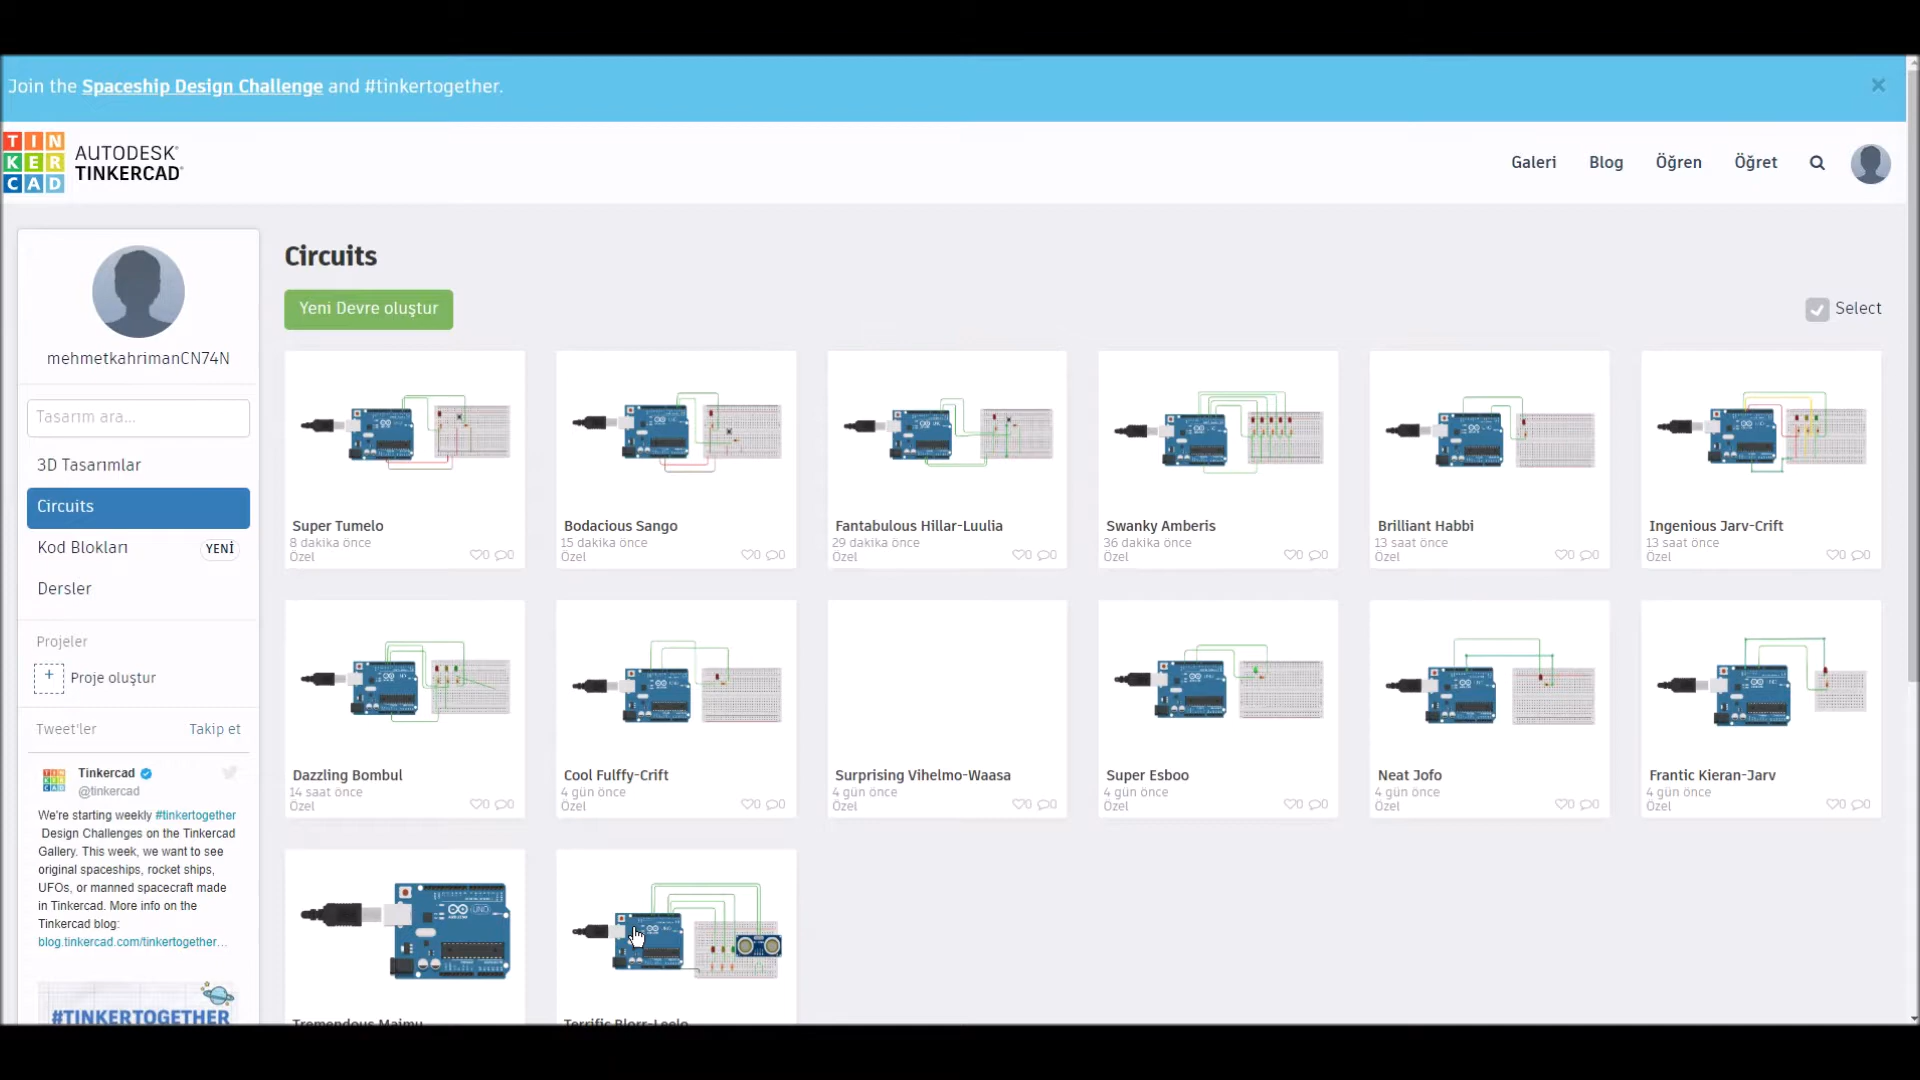 Join the Spaceship Design Challenge and #tinkertogether.
TIN
KER
CAD
AUTODESK
TINKERCAD
Galeri
Blog
Öğren
Öğret
mehmetkahrimanCN74N
Tasarım ara...
3D Tasarımlar
Circuits
Kod Blokları YENİ
Dersler
Projeler
+ Proje oluştur
Tweet'ler Takip et
Tinkercad
@tinkercad
We're starting weekly #tinkertogether
Design Challenges on the Tinkercad
Gallery. This week, we want to see
original spaceships, rocket ships,
UFOs, or manned spacecraft made
in Tinkercad. More info on the
Tinkercad blog:
blog.tinkercad.com/tinkertogether...
#TINKERTOGETHER
Circuits
Yeni Devre oluştur
Select
Super Tumelo
8 dakika önce
Özel
0 0
Bodacious Sango
15 dakika önce
Özel
0 0
Fantabulous Hillar-Luulia
29 dakika önce
Özel
0 0
Swanky Amberis
36 dakika önce
Özel
0 0
Brilliant Habbi
13 saat önce
Özel
0 0
Ingenious Jarv-Crift
13 saat önce
Özel
0 0
Dazzling Bombul
14 saat önce
Özel
0 0
Cool Fulffy-Crift
4 gün önce
Özel
0 0
Surprising Vihelmo-Waasa
4 gün önce
Özel
0 0
Super Esboo
4 gün önce
Özel
0 0
Neat Jofo
4 gün önce
Özel
0 0
Frantic Kieran-Jarv
4 gün önce
Özel
0 0
Tremendous Maimu
Terrific Blorr-Leelo